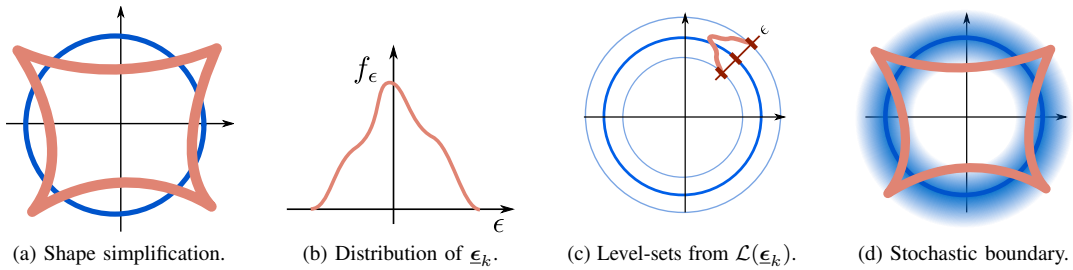 f_ϵ
ϵ
ϵ
(a) Shape simplification.
(b) Distribution of ϵ_k.
(c) Level-sets from ℒ(ϵ_k).
(d) Stochastic boundary.